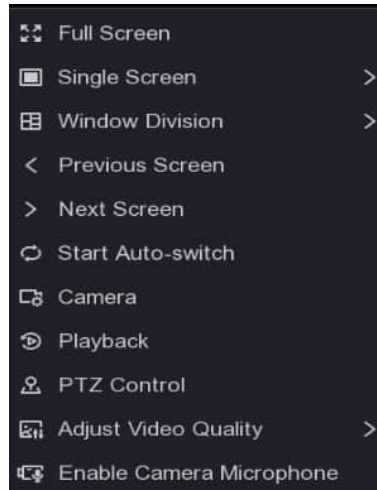 Full Screen
Single Screen
Window Division
Previous Screen
Next Screen
Start Auto-switch
Camera
Playback
PTZ Control
Adjust Video Quality
Enable Camera Microphone